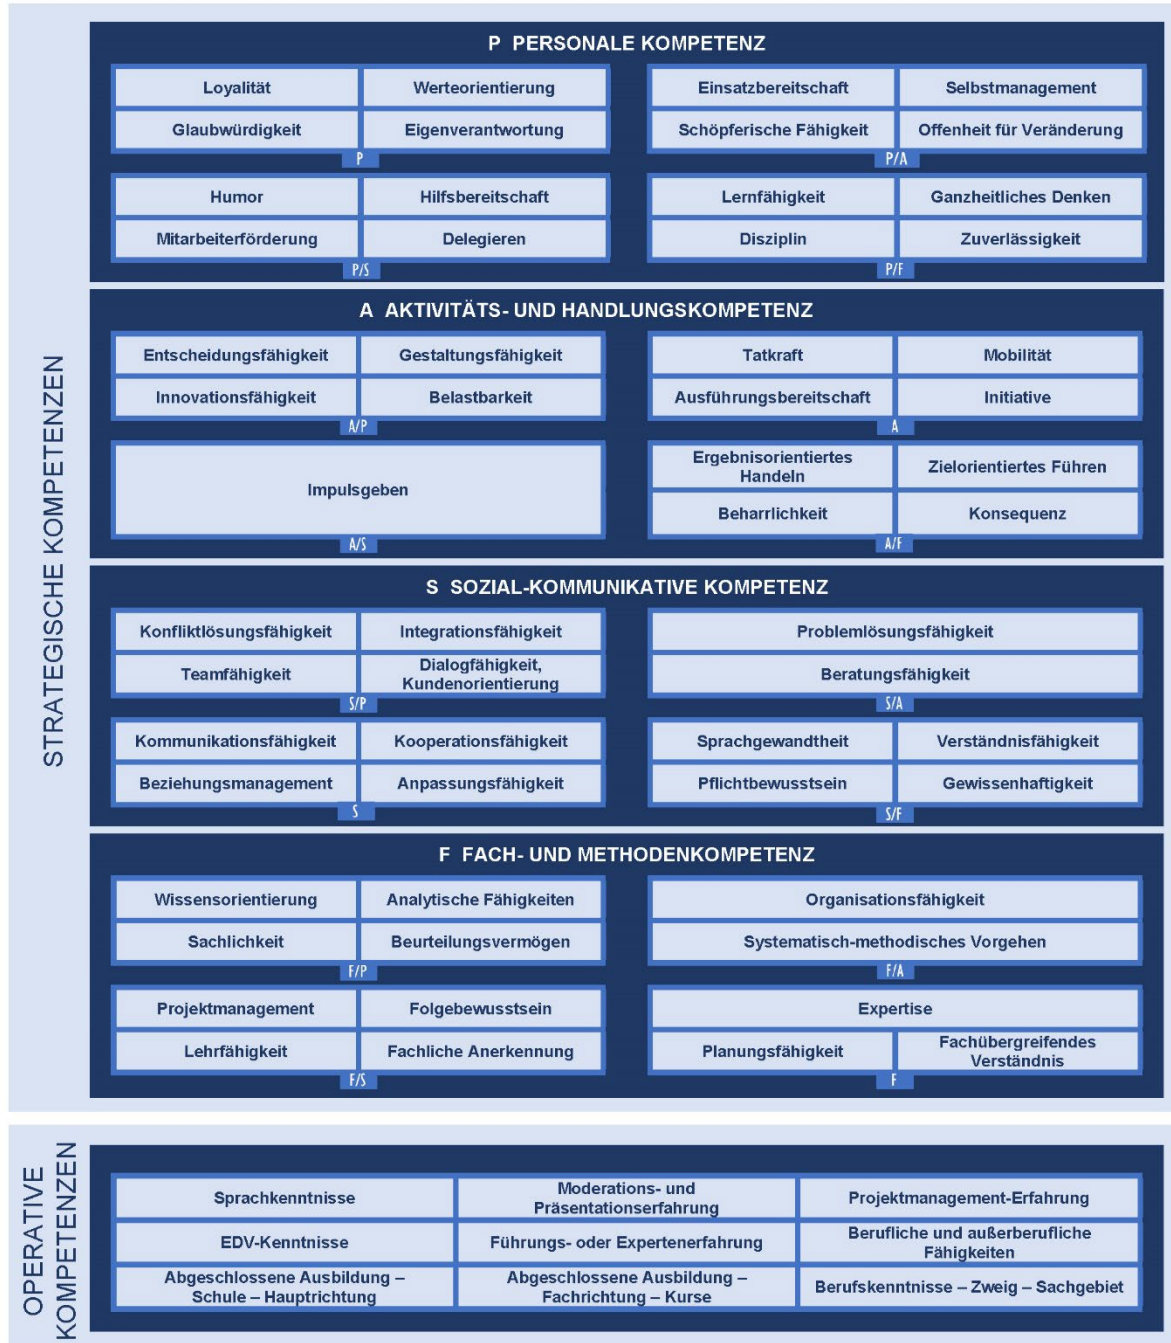 STRATEGISCHE KOMPETENZEN
P PERSONALE KOMPETENZ
Loyalität
Werteorientierung
Glaubwürdigkeit
Eigenverantwortung
P
Einsatzbereitschaft
Selbstmanagement
Schöpferische Fähigkeit
Offenheit für Veränderung
P/A
Humor
Hilfsbereitschaft
Mitarbeiterförderung
Delegieren
P/S
Lernfähigkeit
Ganzheitliches Denken
Disziplin
Zuverlässigkeit
P/F
A AKTIVITÄTS- UND HANDLUNGSKOMPETENZ
Entscheidungsfähigkeit
Gestaltungsfähigkeit
Innovationsfähigkeit
Belastbarkeit
A/P
Tatkraft
Mobilität
Ausführungsbereitschaft
Initiative
A
Impulsgeben
A/S
Ergebnisorientiertes
Handeln
Zielorientiertes Führen
Beharrlichkeit
Konsequenz
A/F
S SOZIAL-KOMMUNIKATIVE KOMPETENZ
Konfliktlösungsfähigkeit
Integrationsfähigkeit
Teamfähigkeit
Dialogfähigkeit,
Kundenorientierung
S/P
Problemlösungsfähigkeit
Beratungsfähigkeit
S/A
Kommunikationsfähigkeit
Kooperationsfähigkeit
Beziehungsmanagement
Anpassungsfähigkeit
S
Sprachgewandtheit
Verständnisfähigkeit
Pflichtbewusstsein
Gewissenhaftigkeit
S/F
F FACH- UND METHODENKOMPETENZ
Wissensorientierung
Analytische Fähigkeiten
Sachlichkeit
Beurteilungsvermögen
F/P
Organisationsfähigkeit
Systematisch-methodisches Vorgehen
F/A
Projektmanagement
Folgebewusstsein
Lehrfähigkeit
Fachliche Anerkennung
F/S
Expertise
Planungsfähigkeit
Fachübergreifendes
Verständnis
F
OPERATIVE
KOMPETENZEN
Sprachkenntnisse
Moderations- und
Präsentationserfahrung
Projektmanagement-Erfahrung
EDV-Kenntnisse
Führungs- oder Expertenerfahrung
Berufliche und außerberufliche
Fähigkeiten
Abgeschlossene Ausbildung –
Schule – Hauptrichtung
Abgeschlossene Ausbildung –
Fachrichtung – Kurse
Berufskenntnisse – Zweig – Sachgebiet